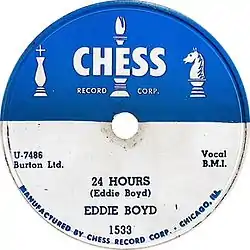 CHESS
RECORD CORP.
U-7486
Burton Ltd.
Vocal
B.M.I.
24 HOURS
(Eddie Boyd)
EDDIE BOYD
1533
MANUFACTURED BY CHESS RECORD CORP. • CHICAGO, ILL.